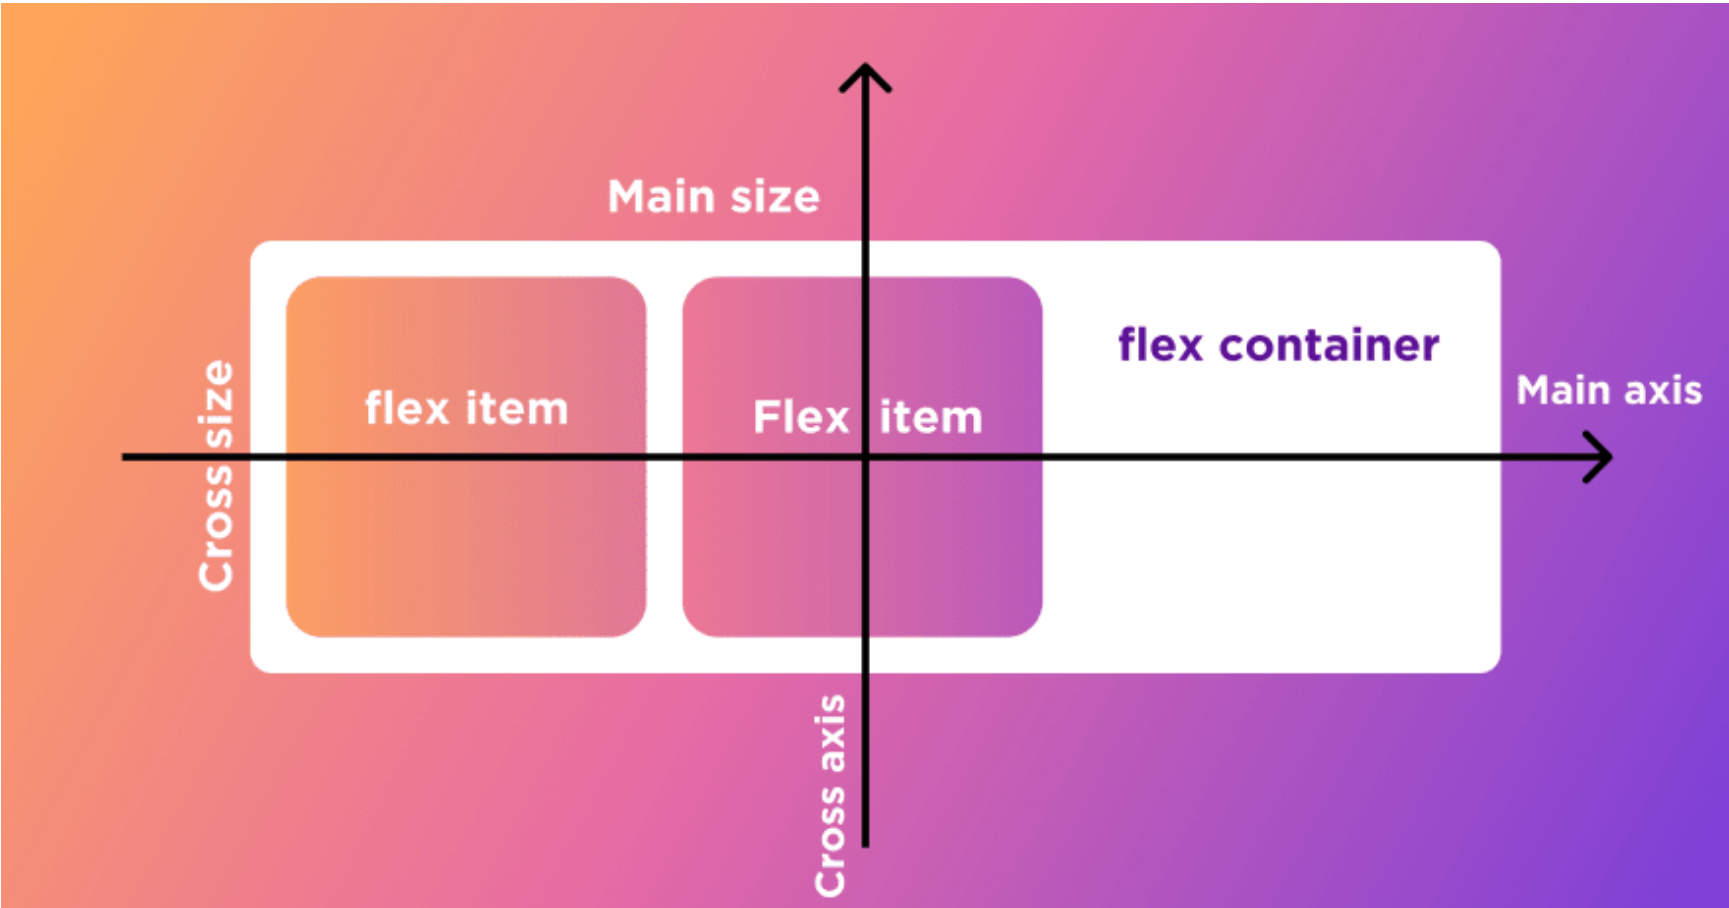 Main size
flex container
Main axis
flex item
Flex item
Cross size
Cross axis